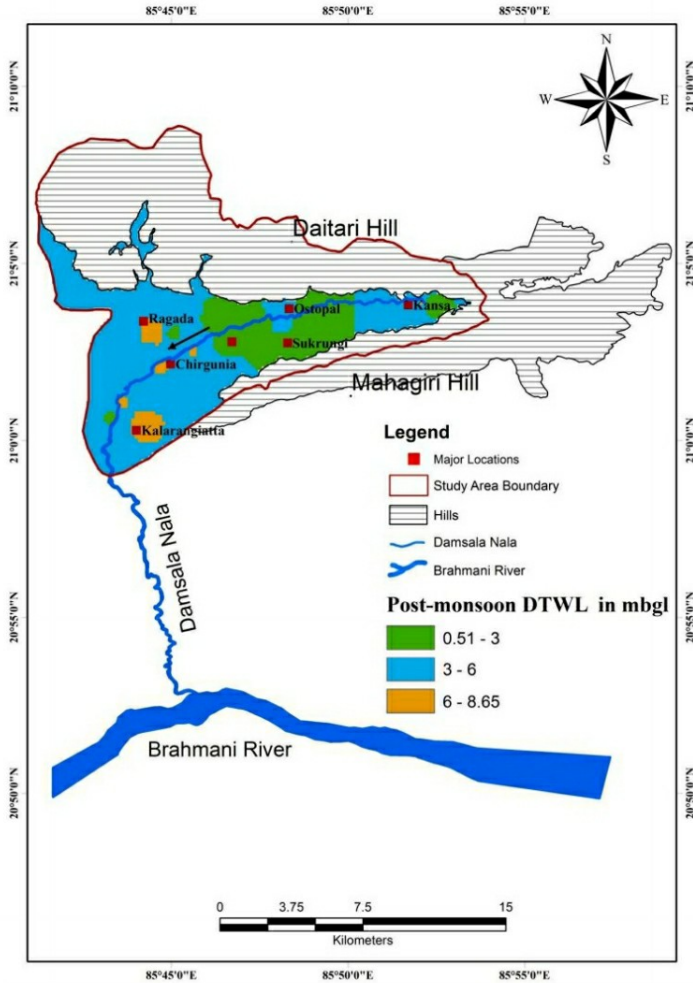 85°45'0"E 85°50'0"E 85°55'0"E
N
W E
S
21°10'0"N 21°10'0"N
Daitari Hill
21°5'0"N 21°5'0"N
Ostopal
Kansa
Ragada
Sukrungi
Chirgunia
Mahagiri Hill
Kalarangiatta
21°0'0"N 21°0'0"N
Legend
Major Locations
Study Area Boundary
Hills
Damsala Nala
Brahmani River
Damsala Nala
Post-monsoon DTWL in mbgl
0.51 - 3
3 - 6
6 - 8.65
20°55'0"N 20°55'0"N
Brahmani River
20°50'0"N 20°50'0"N
0 3.75 7.5 15
Kilometers
85°45'0"E 85°50'0"E 85°55'0"E